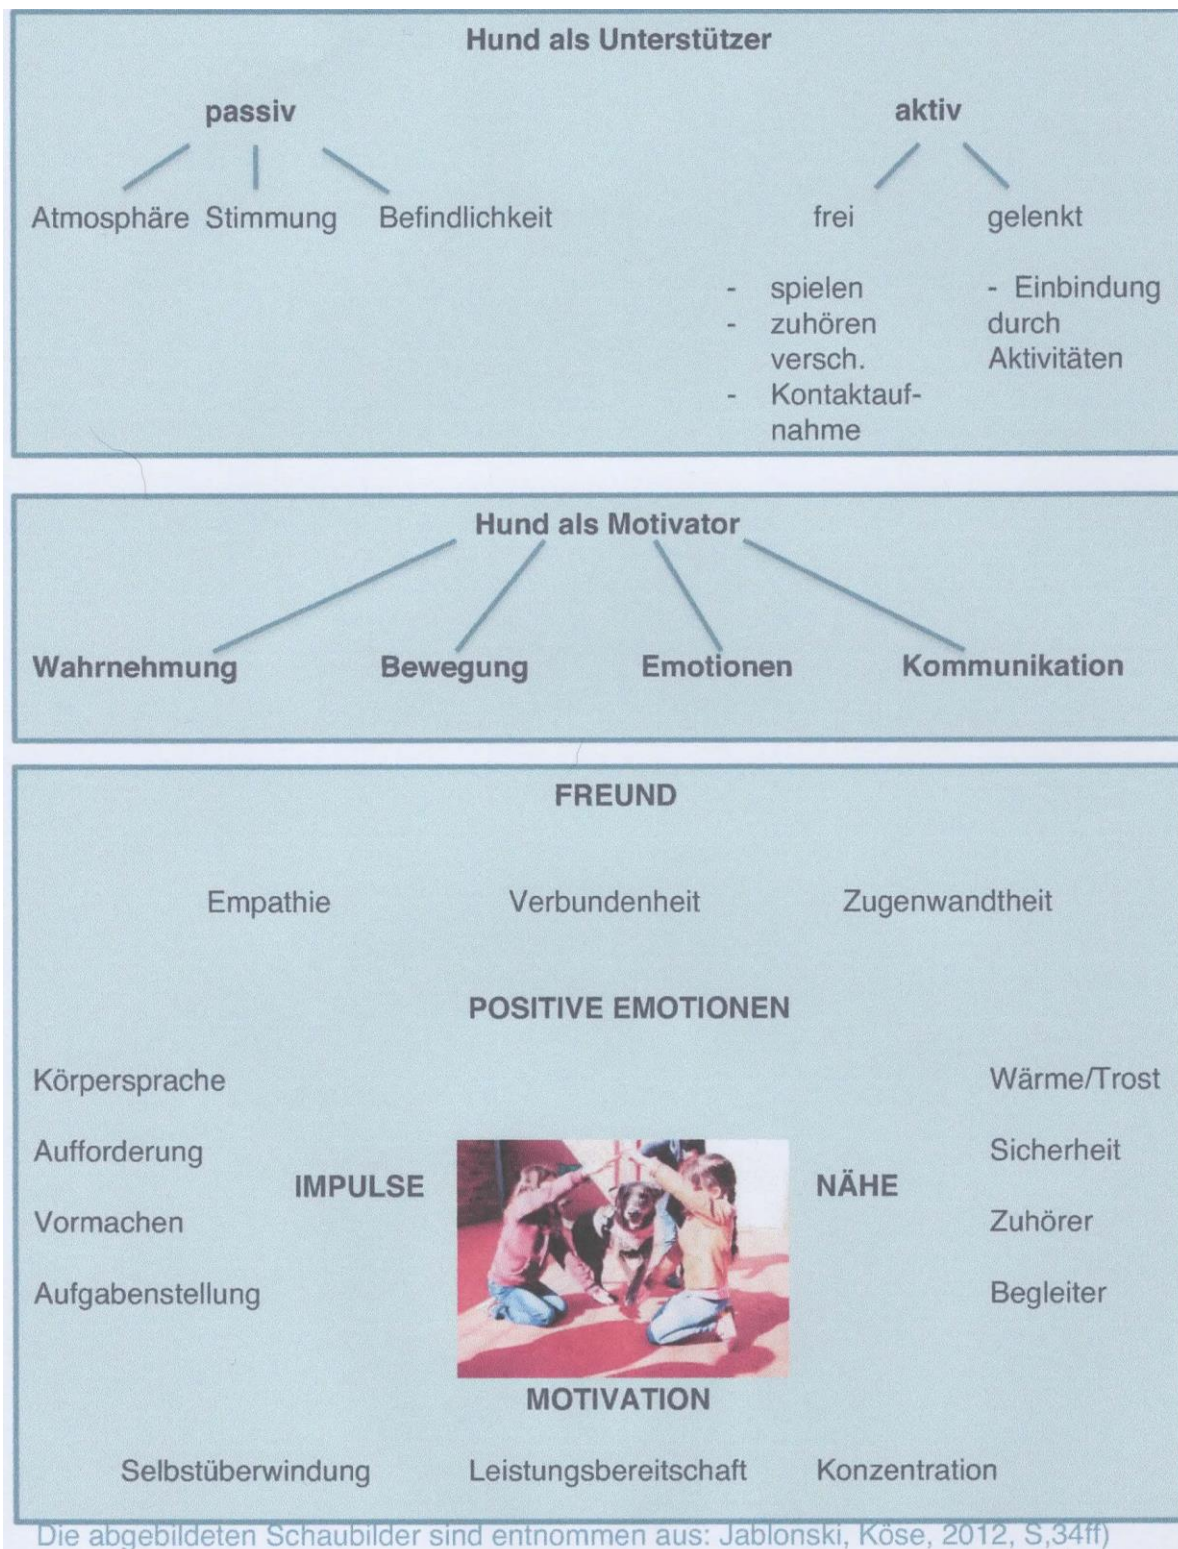 Hund als Unterstützer
passiv
aktiv
Atmosphäre Stimmung Befindlichkeit
frei
gelenkt
- spielen
- zuhören
versch.
- Kontaktauf-
nahme
- Einbindung
durch
Aktivitäten
Hund als Motivator
Wahrnehmung Bewegung Emotionen Kommunikation
FREUND
Empathie Verbundenheit Zugenwandtheit
POSITIVE EMOTIONEN
Körpersprache
Aufforderung
Vormachen
Aufgabenstellung
IMPULSE
NÄHE
Wärme/Trost
Sicherheit
Zuhörer
Begleiter
MOTIVATION
Selbstüberwindung Leistungsbereitschaft Konzentration
Die abgebildeten Schaubilder sind entnommen aus: Jablonski, Köse, 2012, S,34ff)